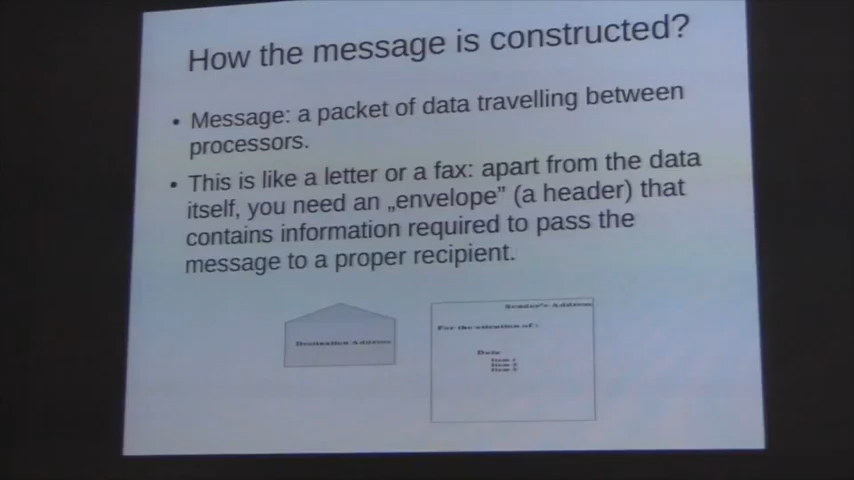 How the message is constructed?
• Message: a packet of data travelling between
processors.
• This is like a letter or a fax: apart from the data
itself, you need an „envelope” (a header) that
contains information required to pass the
message to a proper recipient.
Destination Address
Sender's Address
For the attention of:
Data
Item 1
Item 2
Item 3